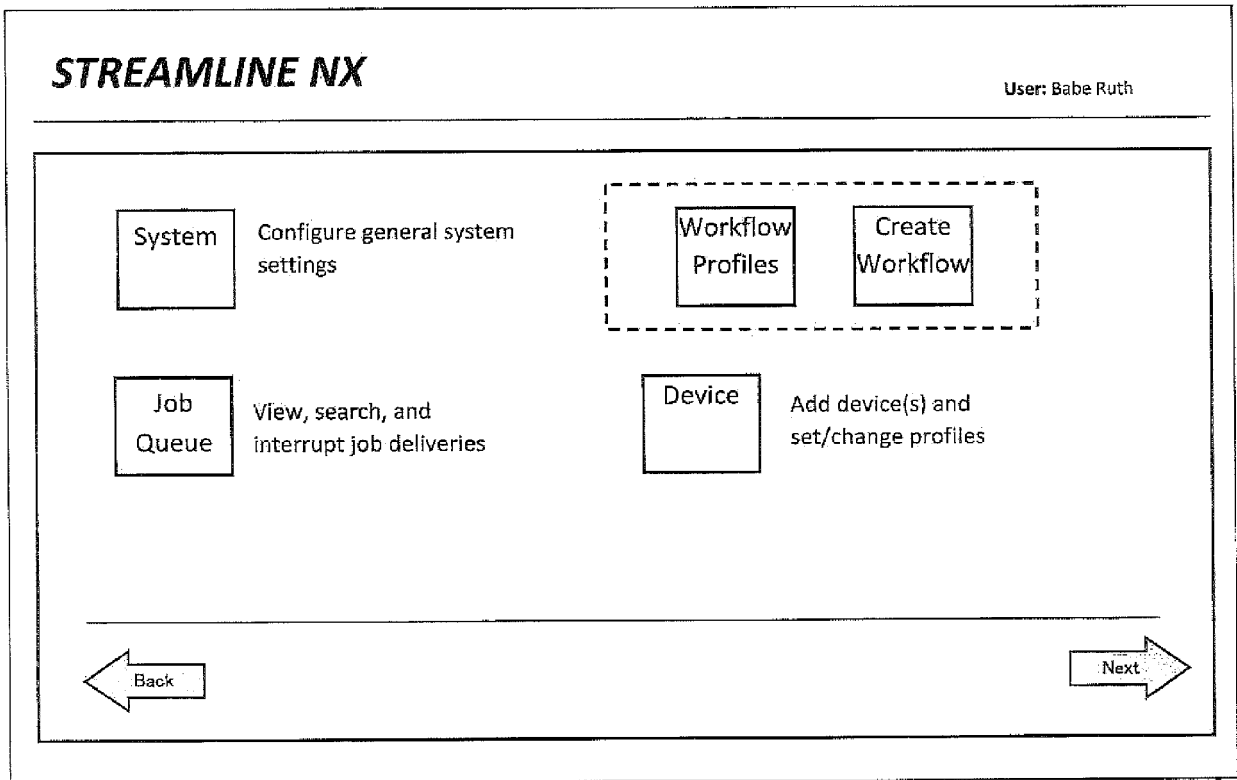 STREAMLINE NX
User: Babe Ruth
System
Configure general system
settings
Workflow
Profiles
Create
Workflow
Job
Queue
View, search, and
interrupt job deliveries
Device
Add device(s) and
set/change profiles
Back
Next